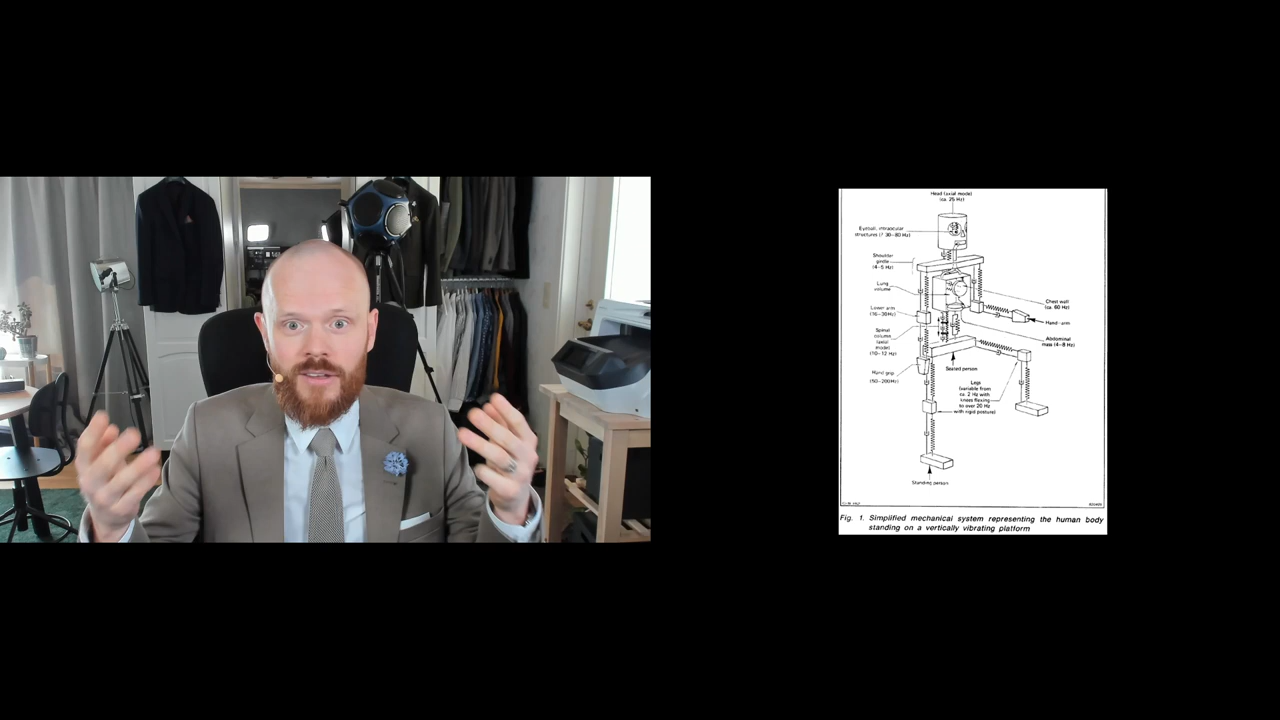 Head (axial mode)
(ca. 25 Hz)
Eyeball, intraocular
structures (? 30–80 Hz)
Shoulder
girdle
(4–5 Hz)
Lung
volume
Chest wall
(ca. 60 Hz)
Lower arm
(16–30 Hz)
Hand–arm
Spinal
column
(axial
mode)
(10–12 Hz)
Abdominal
mass (4–8 Hz)
Seated person
Hand grip
(50–200 Hz)
Legs
(variable from
ca. 2 Hz with
knees flexing
to over 20 Hz
with rigid posture)
Standing person
Fig. 1. Simplified mechanical system representing the human body
standing on a vertically vibrating platform